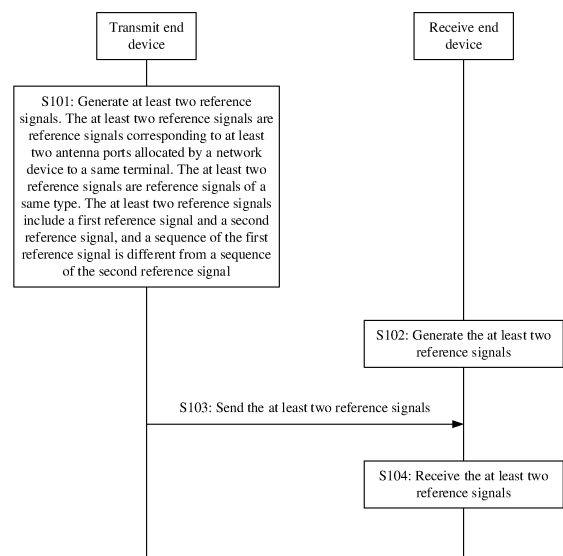 Transmit end
device
Receive end
device
S101: Generate at least two reference
signals. The at least two reference signals are
reference signals corresponding to at least
two antenna ports allocated by a network
device to a same terminal. The at least two
reference signals are reference signals of a
same type. The at least two reference signals
include a first reference signal and a second
reference signal, and a sequence of the first
reference signal is different from a sequence
of the second reference signal
S102: Generate the at least two
reference signals
S103: Send the at least two reference signals
S104: Receive the at least two
reference signals